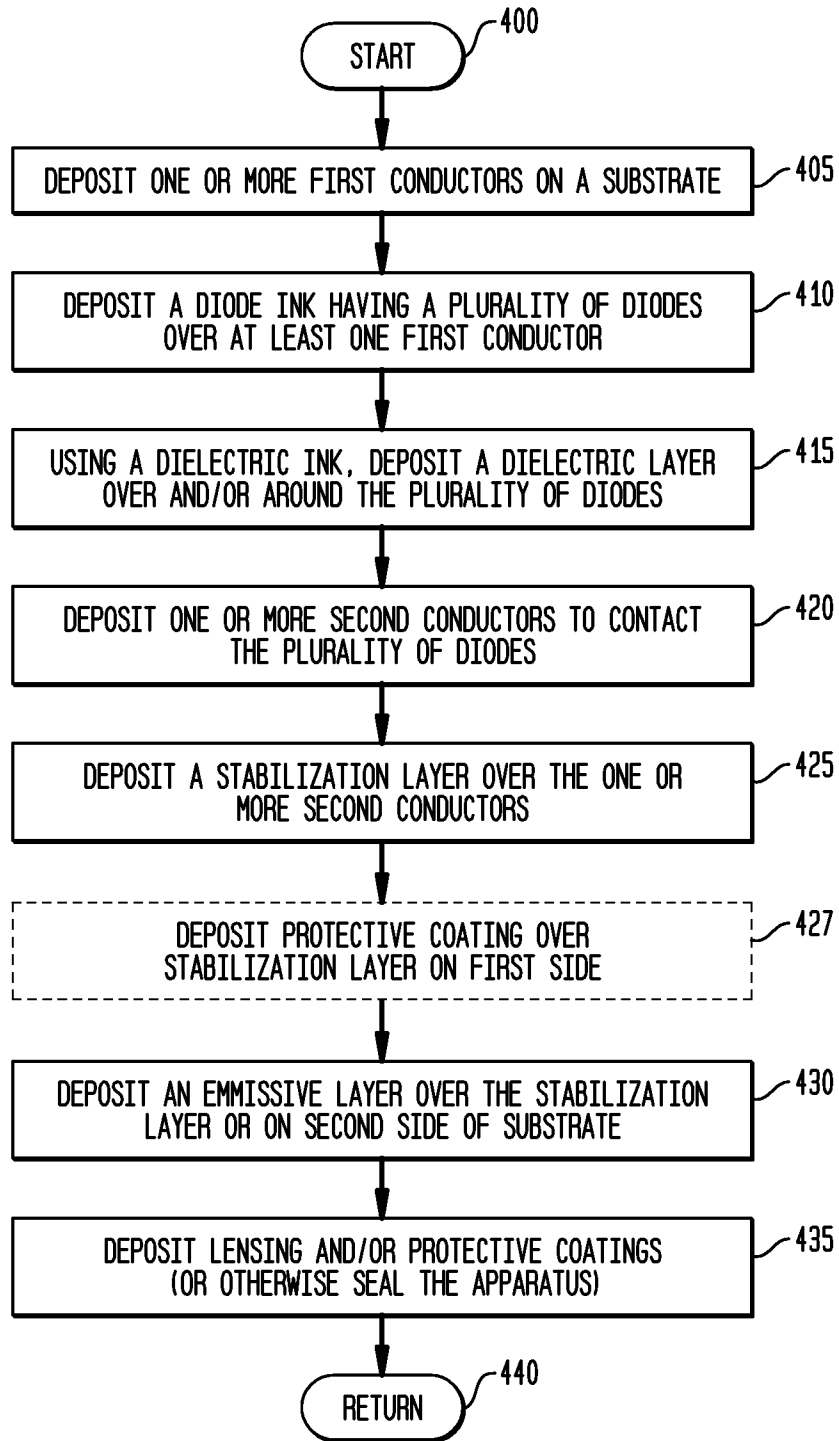 400
START
DEPOSIT ONE OR MORE FIRST CONDUCTORS ON A SUBSTRATE
405
DEPOSIT A DIODE INK HAVING A PLURALITY OF DIODES
OVER AT LEAST ONE FIRST CONDUCTOR
410
USING A DIELECTRIC INK, DEPOSIT A DIELECTRIC LAYER
OVER AND/OR AROUND THE PLURALITY OF DIODES
415
DEPOSIT ONE OR MORE SECOND CONDUCTORS TO CONTACT
THE PLURALITY OF DIODES
420
DEPOSIT A STABILIZATION LAYER OVER THE ONE OR
MORE SECOND CONDUCTORS
425
DEPOSIT PROTECTIVE COATING OVER
STABILIZATION LAYER ON FIRST SIDE
427
DEPOSIT AN EMMISSIVE LAYER OVER THE STABILIZATION
LAYER OR ON SECOND SIDE OF SUBSTRATE
430
DEPOSIT LENSING AND/OR PROTECTIVE COATINGS
(OR OTHERWISE SEAL THE APPARATUS)
435
RETURN
440